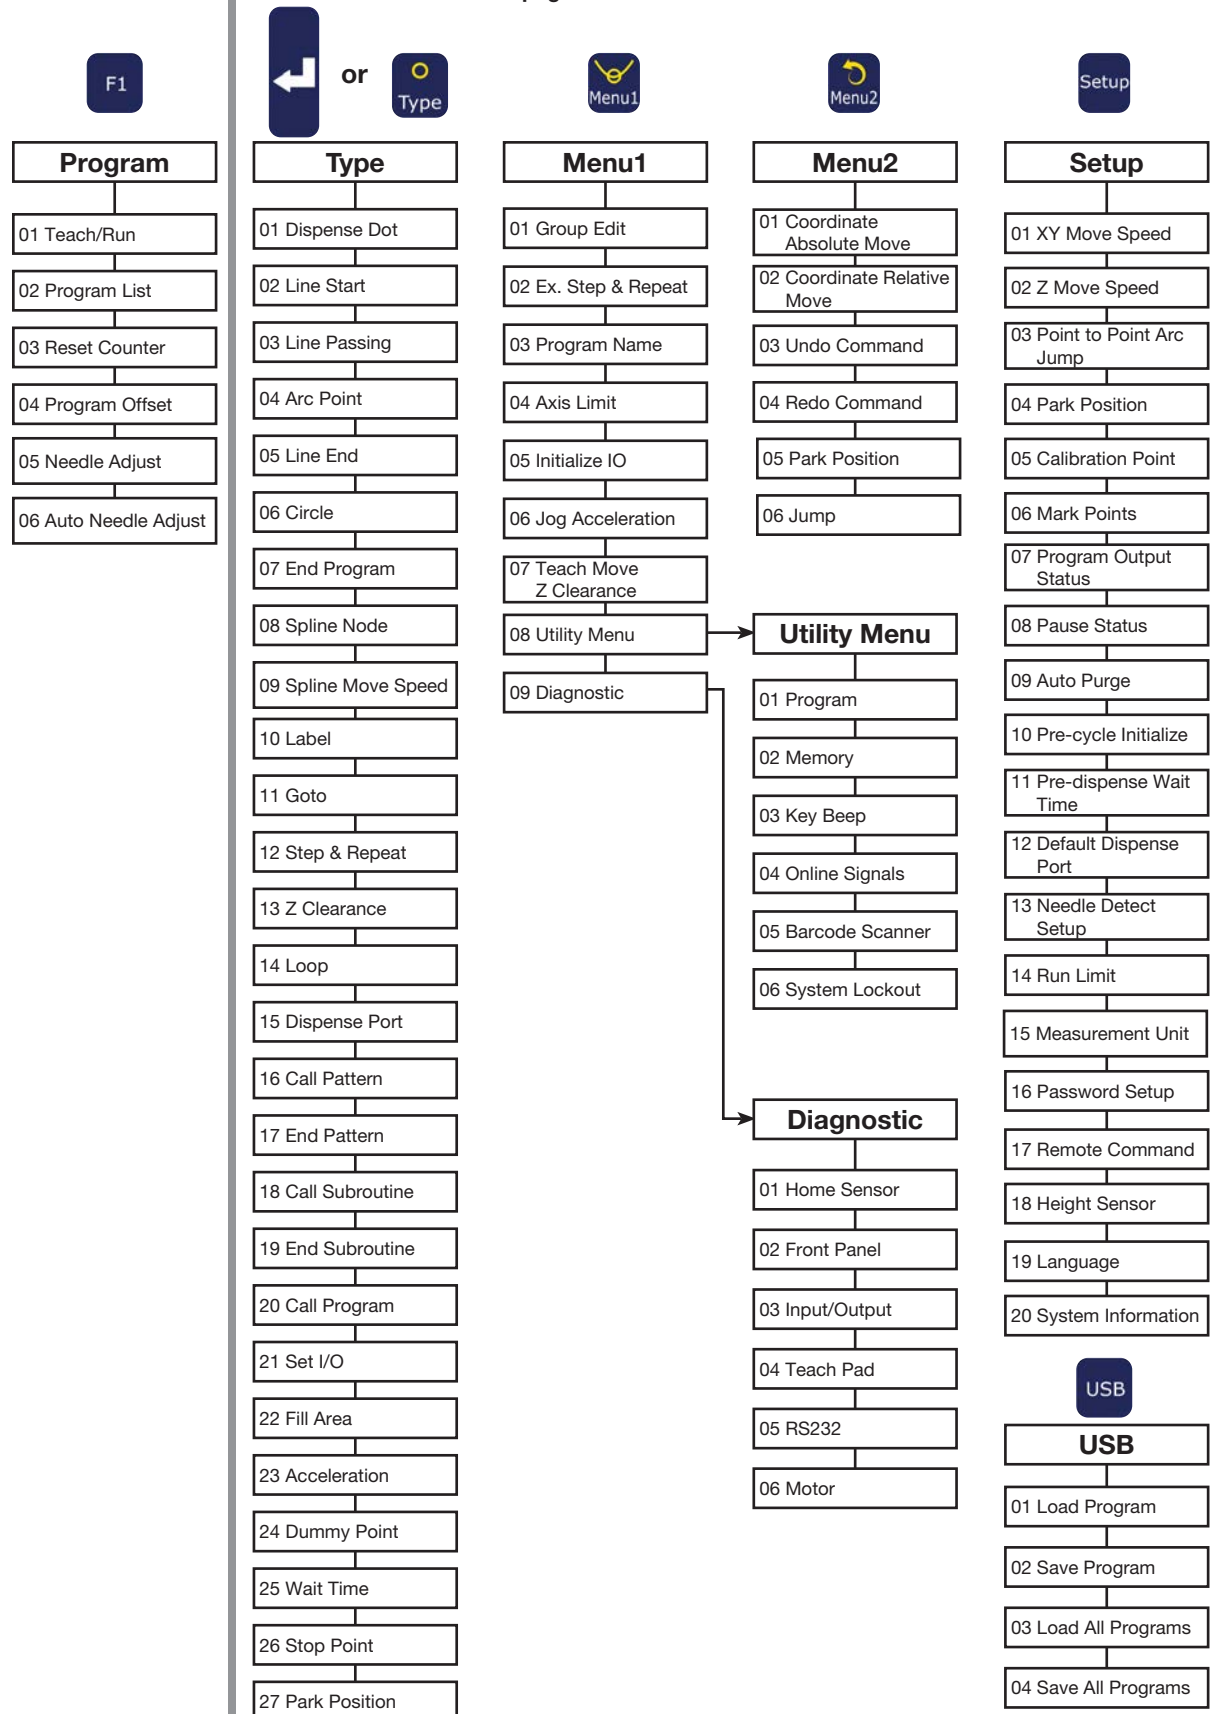 F1
or
Type
Menu1
Menu2
Setup
Program
01 Teach/Run
02 Program List
03 Reset Counter
04 Program Offset
05 Needle Adjust
06 Auto Needle Adjust
Type
01 Dispense Dot
02 Line Start
03 Line Passing
04 Arc Point
05 Line End
06 Circle
07 End Program
08 Spline Node
09 Spline Move Speed
10 Label
11 Goto
12 Step & Repeat
13 Z Clearance
14 Loop
15 Dispense Port
16 Call Pattern
17 End Pattern
18 Call Subroutine
19 End Subroutine
20 Call Program
21 Set I/O
22 Fill Area
23 Acceleration
24 Dummy Point
25 Wait Time
26 Stop Point
27 Park Position
Menu1
01 Group Edit
02 Ex. Step & Repeat
03 Program Name
04 Axis Limit
05 Initialize IO
06 Jog Acceleration
07 Teach Move
Z Clearance
08 Utility Menu
09 Diagnostic
Menu2
01 Coordinate
Absolute Move
02 Coordinate Relative
Move
03 Undo Command
04 Redo Command
05 Park Position
06 Jump
Utility Menu
01 Program
02 Memory
03 Key Beep
04 Online Signals
05 Barcode Scanner
06 System Lockout
Diagnostic
01 Home Sensor
02 Front Panel
03 Input/Output
04 Teach Pad
05 RS232
06 Motor
Setup
01 XY Move Speed
02 Z Move Speed
03 Point to Point Arc
Jump
04 Park Position
05 Calibration Point
06 Mark Points
07 Program Output
Status
08 Pause Status
09 Auto Purge
10 Pre-cycle Initialize
11 Pre-dispense Wait
Time
12 Default Dispense
Port
13 Needle Detect
Setup
14 Run Limit
15 Measurement Unit
16 Password Setup
17 Remote Command
18 Height Sensor
19 Language
20 System Information
USB
USB
01 Load Program
02 Save Program
03 Load All Programs
04 Save All Programs